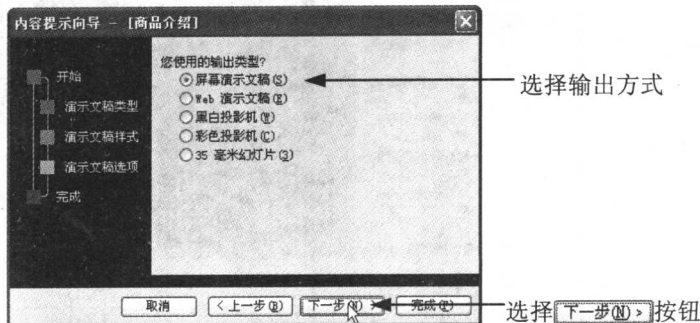 内容提示向导 - [商品介绍]
开始
演示文稿类型
演示文稿样式
演示文稿选项
完成
您使用的输出类型?
屏幕演示文稿(S)
Web 演示文稿(E)
黑白投影机(W)
彩色投影机(C)
35 毫米幻灯片(3)
选择输出方式
取消
<上一步(B)
下一步(N) >
完成(F)
选择下一步(N) >按钮